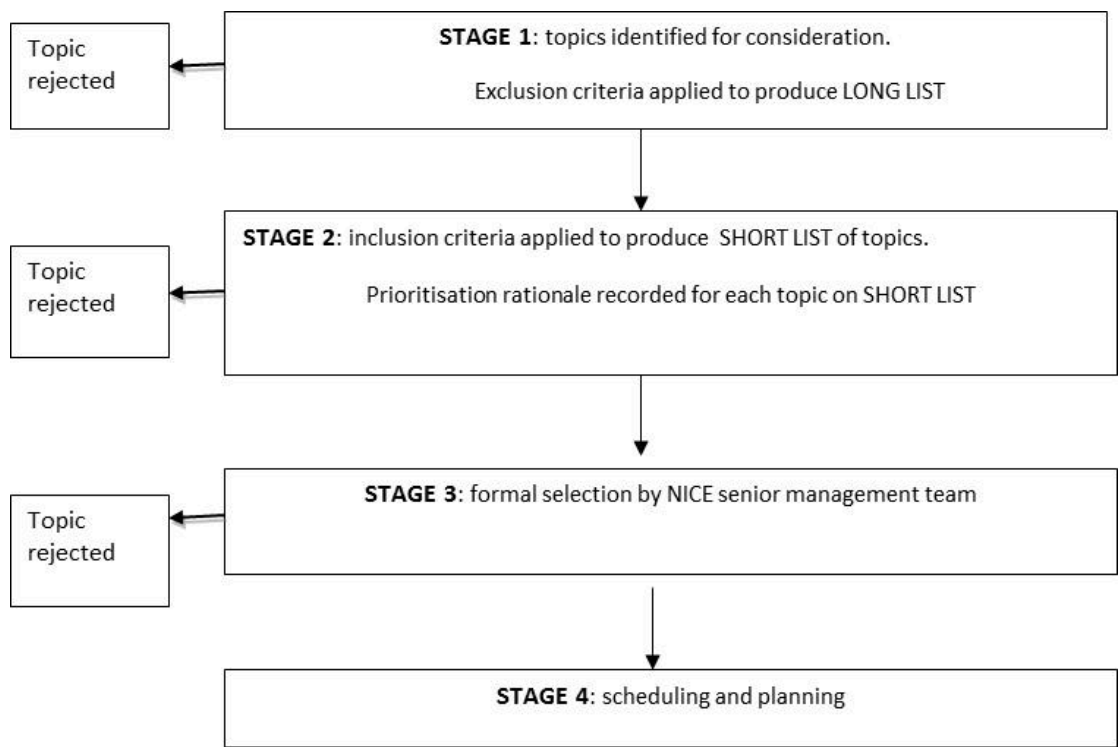 Topic
rejected
STAGE 1: topics identified for consideration.
Exclusion criteria applied to produce LONG LIST
Topic
rejected
STAGE 2: inclusion criteria applied to produce SHORT LIST of topics.
Prioritisation rationale recorded for each topic on SHORT LIST
Topic
rejected
STAGE 3: formal selection by NICE senior management team
STAGE 4: scheduling and planning